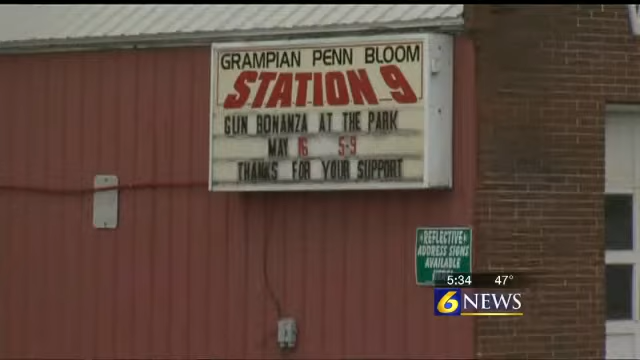 GRAMPIAN PENN BLOOM
STATION 9
GUN BONANZA AT THE PARK
MAY 16 5-9
THANKS FOR YOUR SUPPORT
REFLECTIVE
ADDRESS SIGNS
AVAILABLE
5:34 47°
6 NEWS